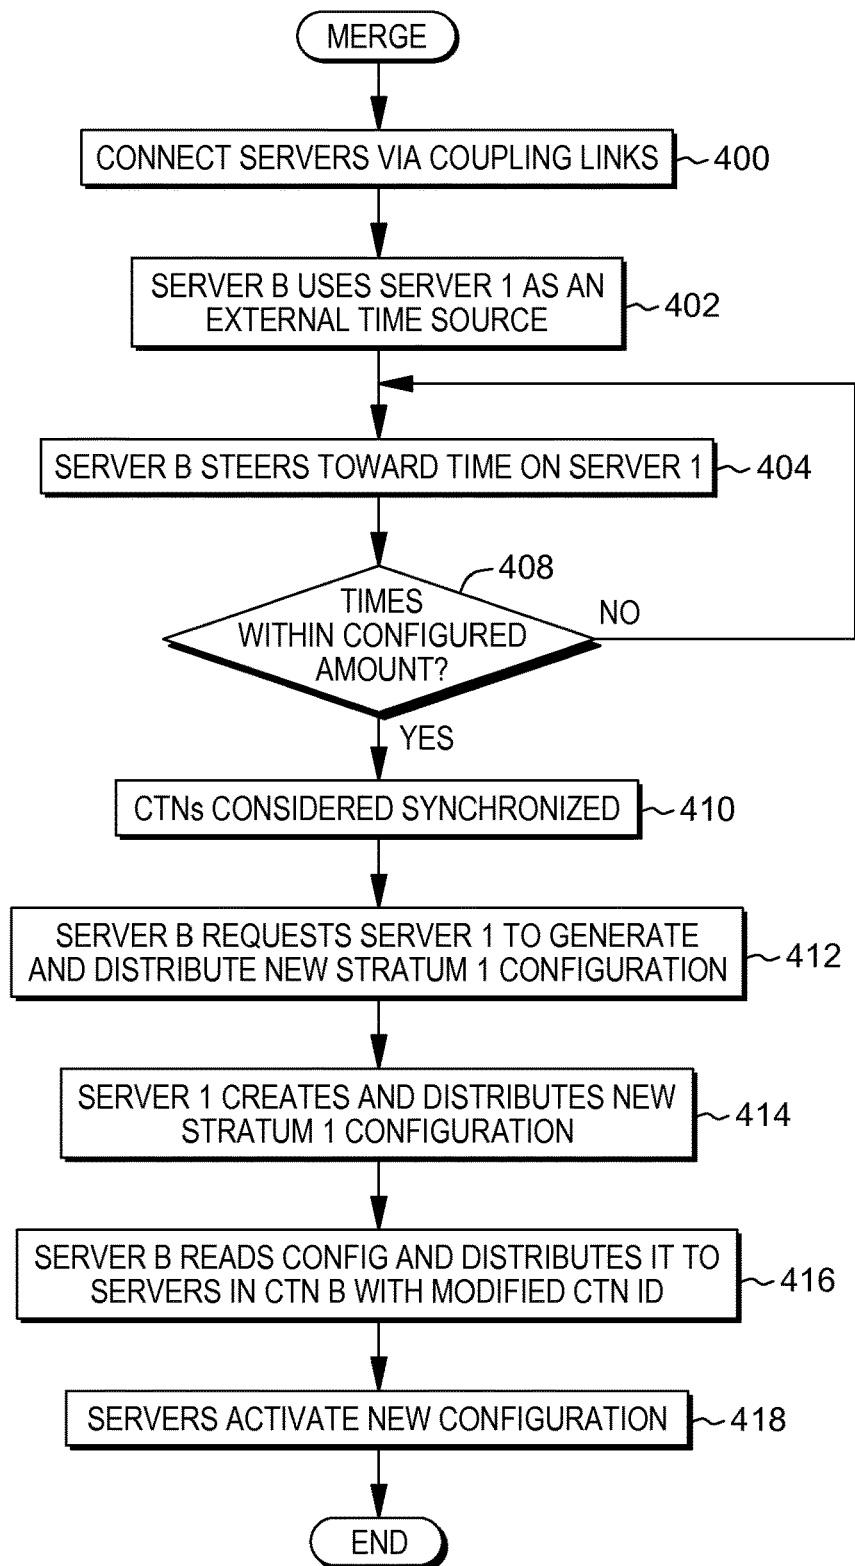 MERGE
CONNECT SERVERS VIA COUPLING LINKS
400
SERVER B USES SERVER 1 AS AN
EXTERNAL TIME SOURCE
402
SERVER B STEERS TOWARD TIME ON SERVER 1
404
408
TIMES
WITHIN CONFIGURED
AMOUNT?
NO
YES
CTNs CONSIDERED SYNCHRONIZED
410
SERVER B REQUESTS SERVER 1 TO GENERATE
AND DISTRIBUTE NEW STRATUM 1 CONFIGURATION
412
SERVER 1 CREATES AND DISTRIBUTES NEW
STRATUM 1 CONFIGURATION
414
SERVER B READS CONFIG AND DISTRIBUTES IT TO
SERVERS IN CTN B WITH MODIFIED CTN ID
416
SERVERS ACTIVATE NEW CONFIGURATION
418
END